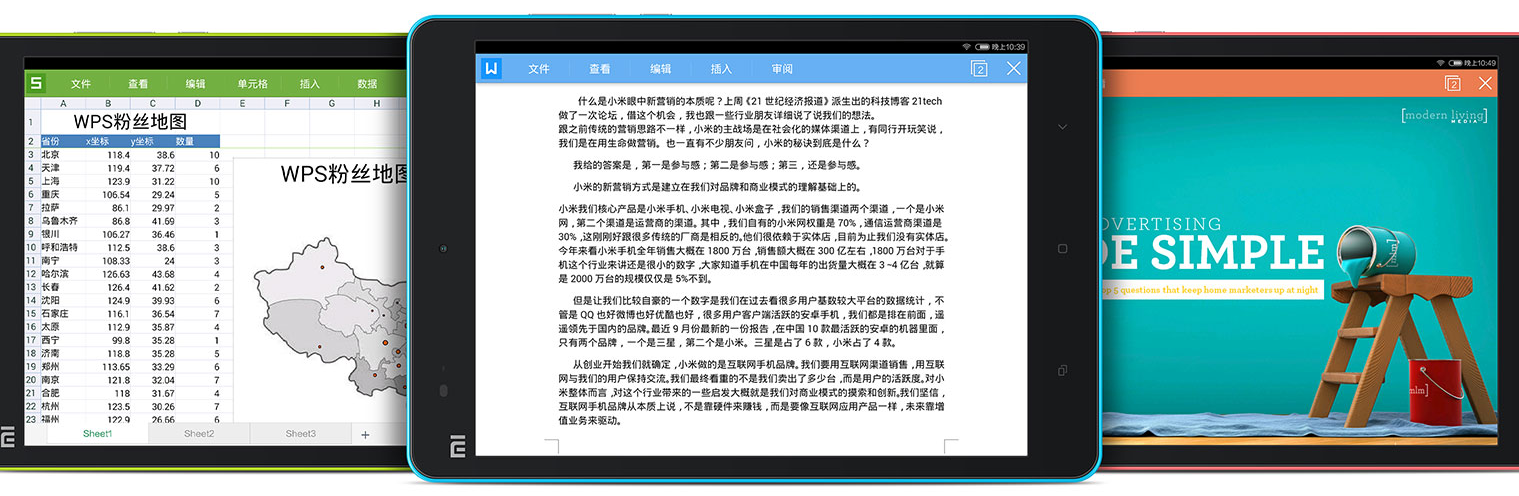 5 文件 查看 编辑 单元格 插入 数据
A B C D E F G H
1 WPS粉丝地图
2 省份 x坐标 y坐标 数量
3 北京 118.4 38.6 10
4 天津 119.4 37.72 6
5 上海 123.9 31.22 10
6 重庆 106.54 29.24 5
7 拉萨 86.1 29.97 2
8 乌鲁木齐 86.8 41.69 3
9 银川 106.27 36.46 1
10 呼和浩特 112.5 38.6 3
11 南宁 108.33 24 3
12 哈尔滨 126.63 43.68 4
13 长春 126.4 41.62 2
14 沈阳 124.9 39.93 6
15 石家庄 116.1 36.54 7
16 太原 112.9 35.87 4
17 西宁 99.8 35.28 1
18 济南 118.8 35.28 5
19 郑州 113.65 33.29 6
20 南京 121.8 32.04 7
21 合肥 118 31.67 4
22 杭州 123.5 30.26 7
23 福州 122.9 26.66 6
WPS粉丝地图
Sheet1 Sheet2 Sheet3 +
晚上10:39
W 文件 查看 编辑 插入 审阅 2
什么是小米眼中新营销的本质呢？上周《21世纪经济报道》派生出的科技博客21tech
做了一次论坛，借这个机会，我也跟一些行业朋友详细说了说我们的想法。
跟之前传统的营销思路不一样，小米的主战场是在社会化的媒体渠道上，有同行开玩笑说，
我们是在用生命做营销。也一直有不少朋友问，小米的秘诀到底是什么？
我给的答案是，第一是参与感；第二是参与感；第三，还是参与感。
小米的新营销方式是建立在我们对品牌和商业模式的理解基础上的。
小米我们核心产品是小米手机、小米电视、小米盒子，我们的销售渠道两个渠道，一个是小米
网，第二个渠道是运营商的渠道。其中，我们自有的小米网权重是70%，通信运营商渠道是
30%，这刚刚好跟很多传统的厂商是相反的。他们很依赖于实体店，目前为止我们没有实体店。
今年来看小米手机全年销售大概在1800万台，销售额大概在300亿左右，1800万台对于手
机这个行业来讲还是很小的数字，大家知道手机在中国每年的出货量大概在3~4亿台，就算
是2000万台的规模仅仅是5%不到。
但是让我们比较自豪的一个数字是我们在过去看很多用户基数较大平台的数据统计，不
管是QQ也好微博也好优酷也好，很多用户客户端活跃的安卓手机，我们都是排在前面，遥
遥领先于国内的品牌。最近9月份最新的一份报告，在中国10款最活跃的安卓的机器里面，
只有两个品牌，一个是三星，第二个是小米。三星是占了6款，小米占了4款。
从创业开始我们就确定，小米做的是互联网手机品牌。我们要用互联网渠道销售，用互联
网与我们的用户保持交流。我们最终看重的不是我们卖出了多少台，而是用户的活跃度。对小
米整体而言，对这个行业带来的一些启发大概就是我们对商业模式的摸索和创新。我们坚信，
互联网手机品牌从本质上说，不是靠硬件来赚钱，而是要像互联网应用产品一样，未来靠增
值业务来驱动。
晚上10:49
2
[modern living]
MEDIA
DVERTISING
DE SIMPLE
op 5 questions that keep home marketers up at night
[mlm]
mlm]